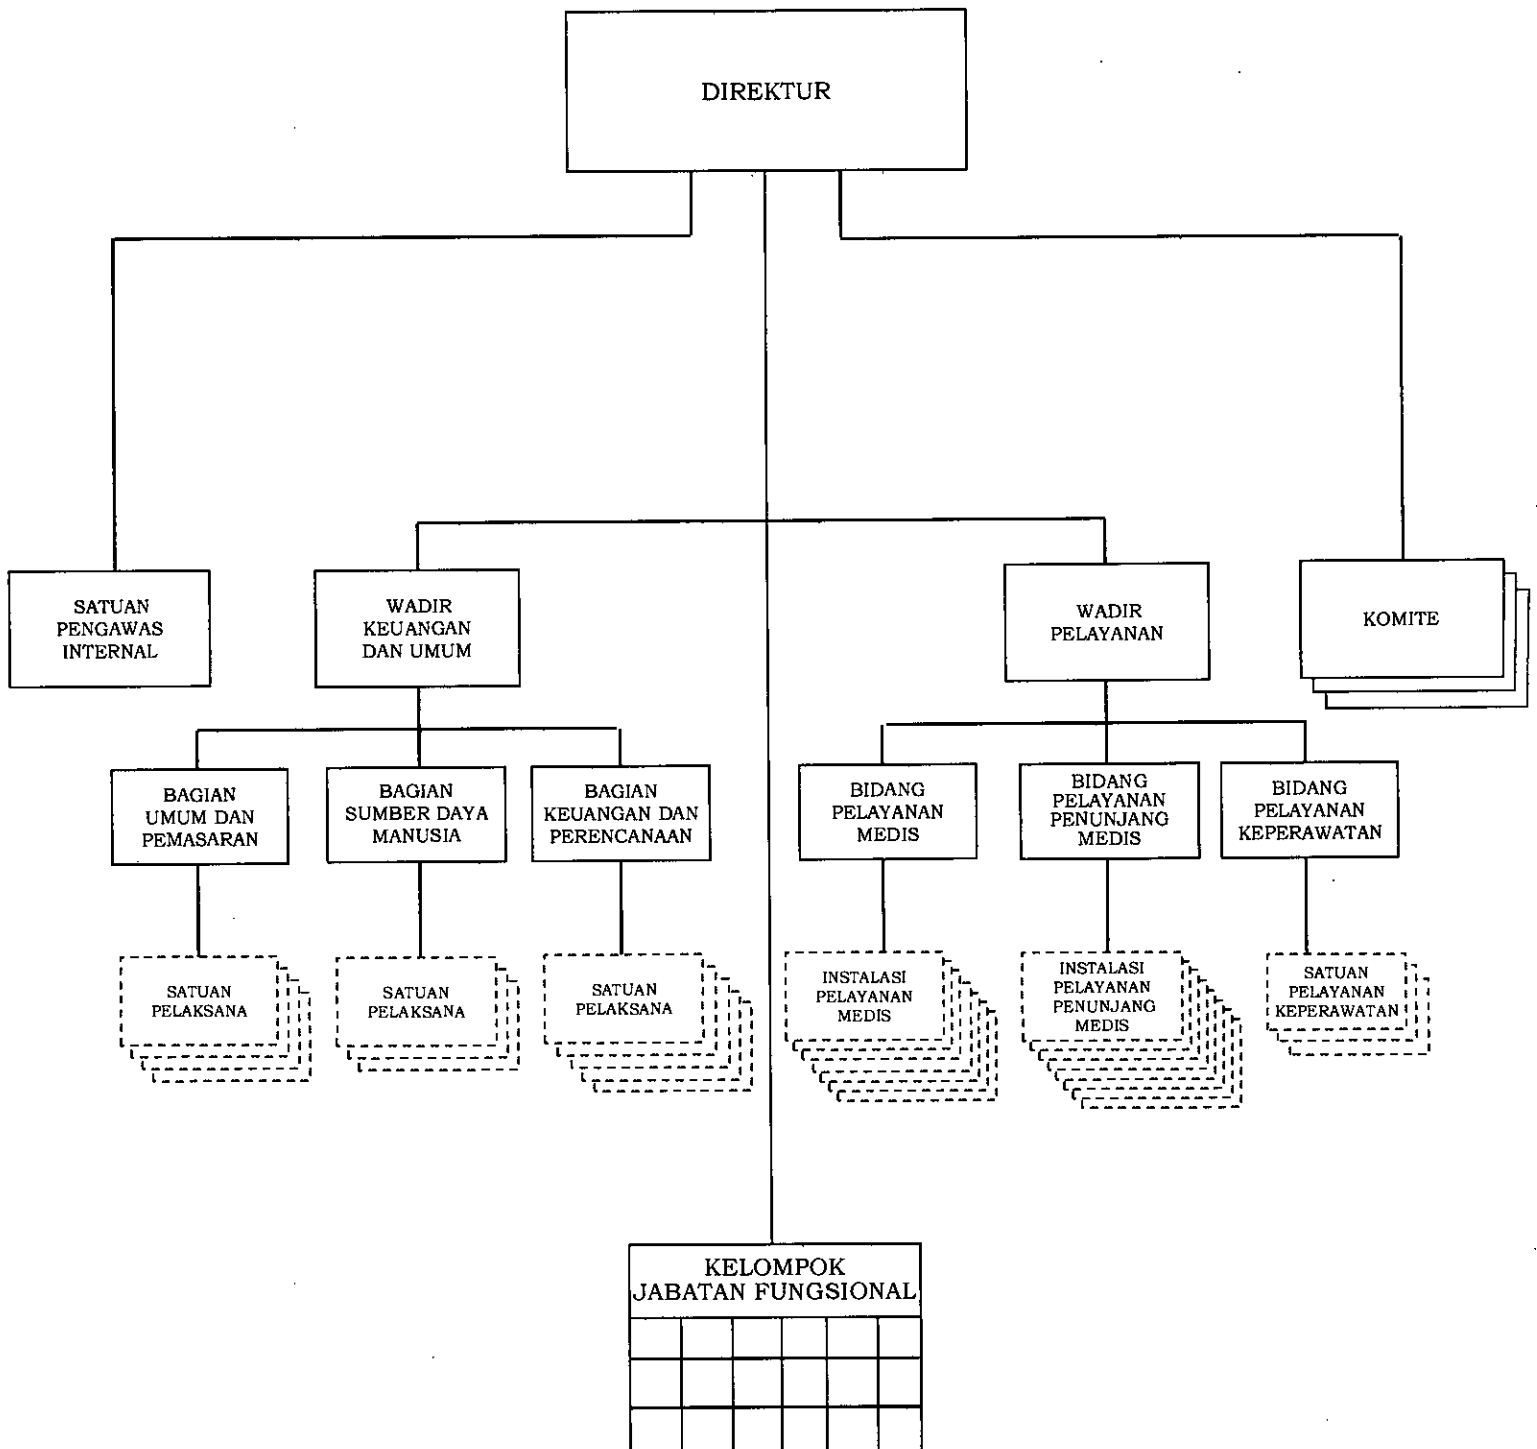 DIREKTUR
SATUAN
PENGAWAS
INTERNAL
WADIR
KEUANGAN
DAN UMUM
WADIR
PELAYANAN
KOMITE
BAGIAN
UMUM DAN
PEMASARAN
BAGIAN
SUMBER DAYA
MANUSIA
BAGIAN
KEUANGAN DAN
PERENCANAAN
BIDANG
PELAYANAN
MEDIS
BIDANG
PELAYANAN
PENUNJANG
MEDIS
BIDANG
PELAYANAN
KEPERAWATAN
SATUAN
PELAKSANA
SATUAN
PELAKSANA
SATUAN
PELAKSANA
INSTALASI
PELAYANAN
MEDIS
INSTALASI
PELAYANAN
PENUNJANG
MEDIS
SATUAN
PELAYANAN
KEPERAWATAN
KELOMPOK
JABATAN FUNGSIONAL